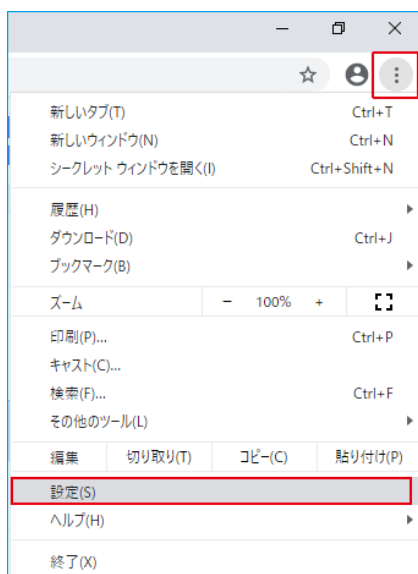 新しいタブ(T) Ctrl+T
新しいウィンドウ(N) Ctrl+N
シークレット ウィンドウを開く(I) Ctrl+Shift+N
履歴(H)
ダウンロード(D) Ctrl+J
ブックマーク(B)
ズーム − 100% +
印刷(P)... Ctrl+P
キャスト(C)...
検索(F)... Ctrl+F
その他のツール(L)
編集 切り取り(T) コピー(C) 貼り付け(P)
設定(S)
ヘルプ(H)
終了(X)